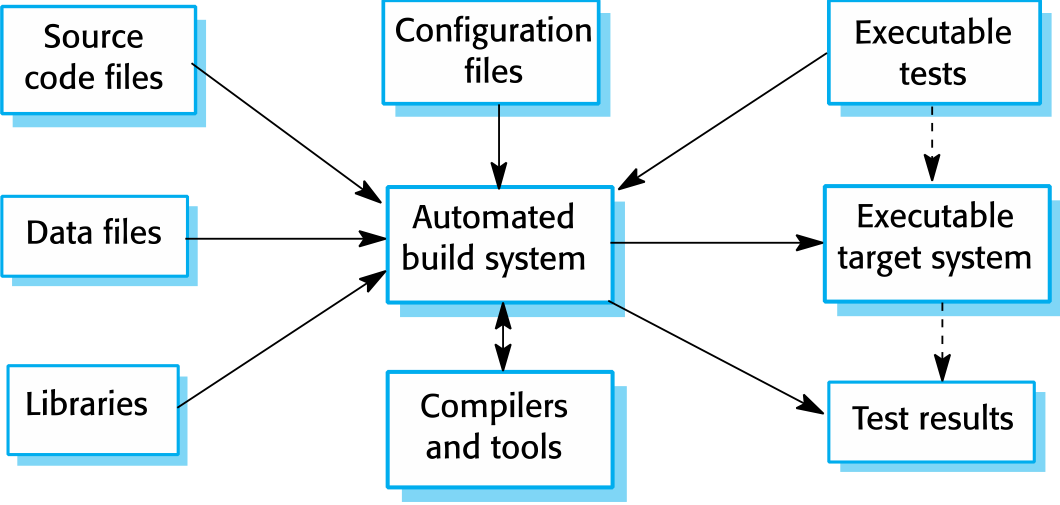 Source
code files
Configuration
files
Executable
tests
Data files
Automated
build system
Executable
target system
Libraries
Compilers
and tools
Test results